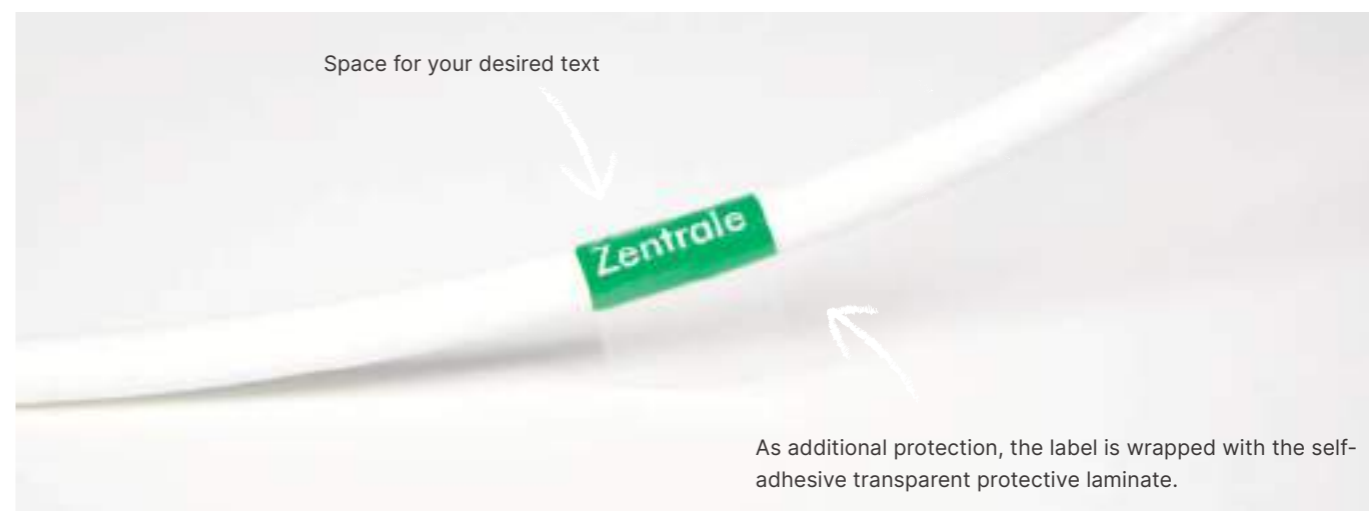 Space for your desired text
Zentrale
As additional protection, the label is wrapped with the self-
adhesive transparent protective laminate.